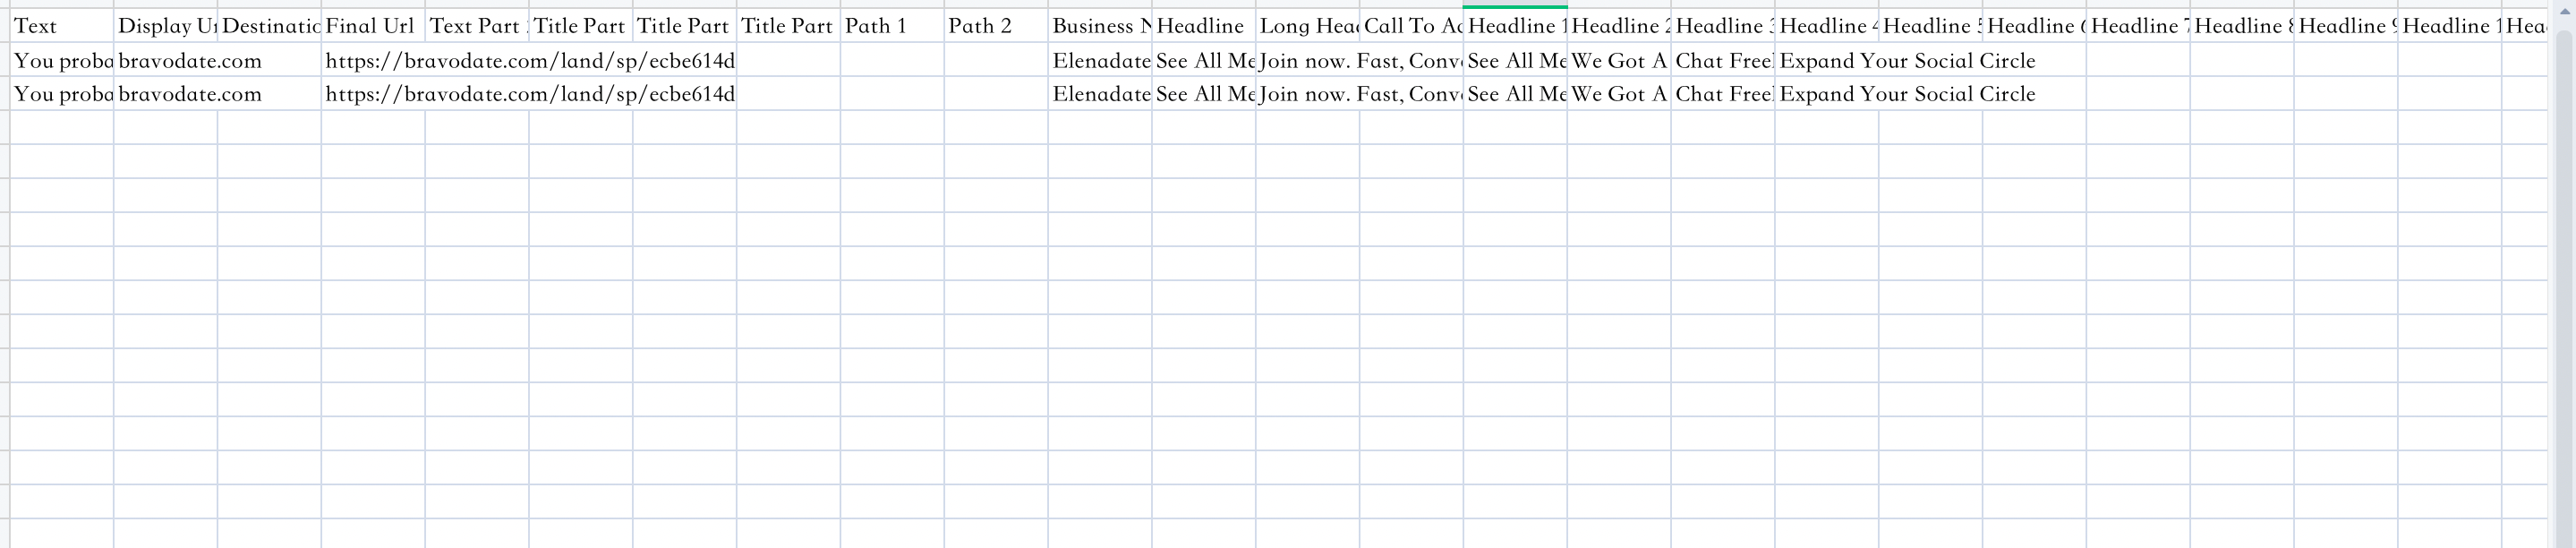 Text Display Destinatio Final Url Text Part Title Part Title Part Title Part Path 1 Path 2 Business Headline Long Call To Headline 1 Headline 2 Headline 3 Headline 4 Headline 5 Headline 6 Headline 7 Headline 8 Headline 9 Headline 1
You proba bravodate.com https://bravodate.com/land/sp/ecbe614d Elenadate See All Me Join now. Fast, Conv See All Me We Got A Chat Free Expand Your Social Circle
You proba bravodate.com https://bravodate.com/land/sp/ecbe614d Elenadate See All Me Join now. Fast, Conv See All Me We Got A Chat Free Expand Your Social Circle